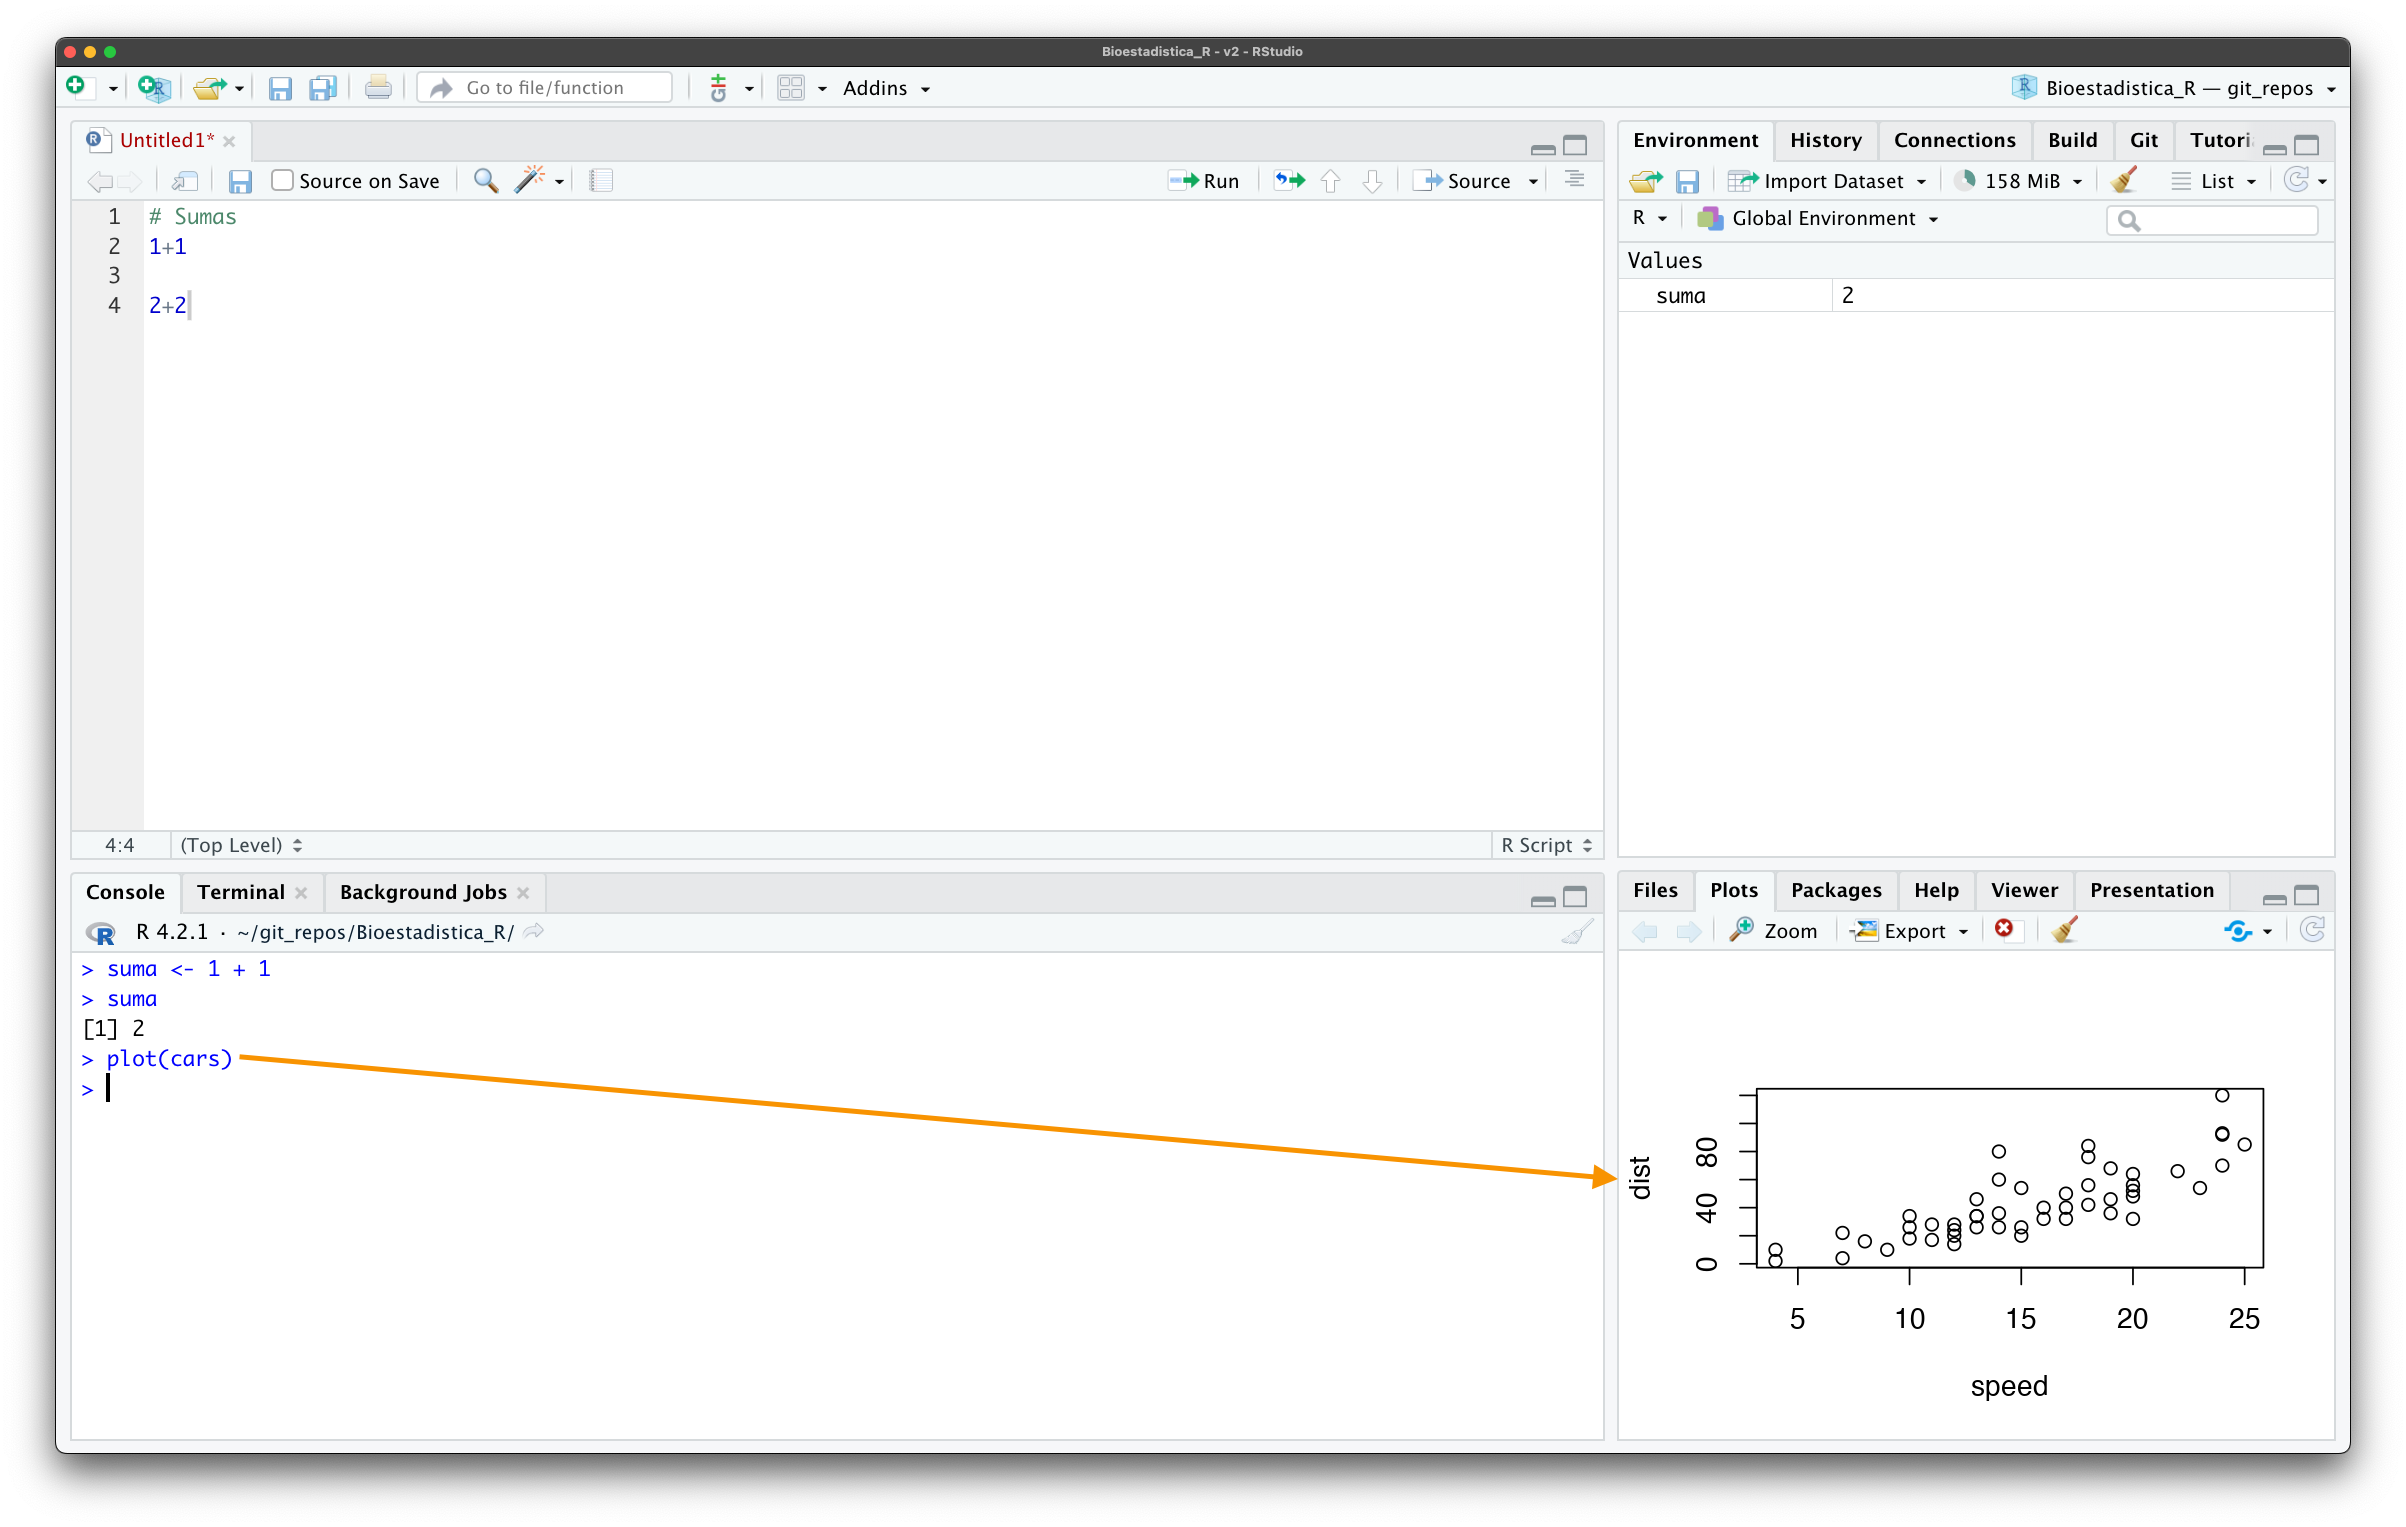 Bioestadistica_R - v2 - RStudio
Go to file/function
Git
Addins
R
Bioestadistica_R — git_repos
Untitled1*
Source on Save
Run
Source
1 # Sumas
2 1+1
3
4 2+2
4:4 (Top Level) R Script
Environment History Connections Build Git Tutori
Import Dataset 158 MiB List
R Global Environment
Values
suma 2
Console Terminal Background Jobs
R 4.2.1 · ~/git_repos/Bioestadistica_R/
> suma <- 1 + 1
> suma
[1] 2
> plot(cars)
>
Files Plots Packages Help Viewer Presentation
Zoom Export
dist
80
40
0
5 10 15 20 25
speed